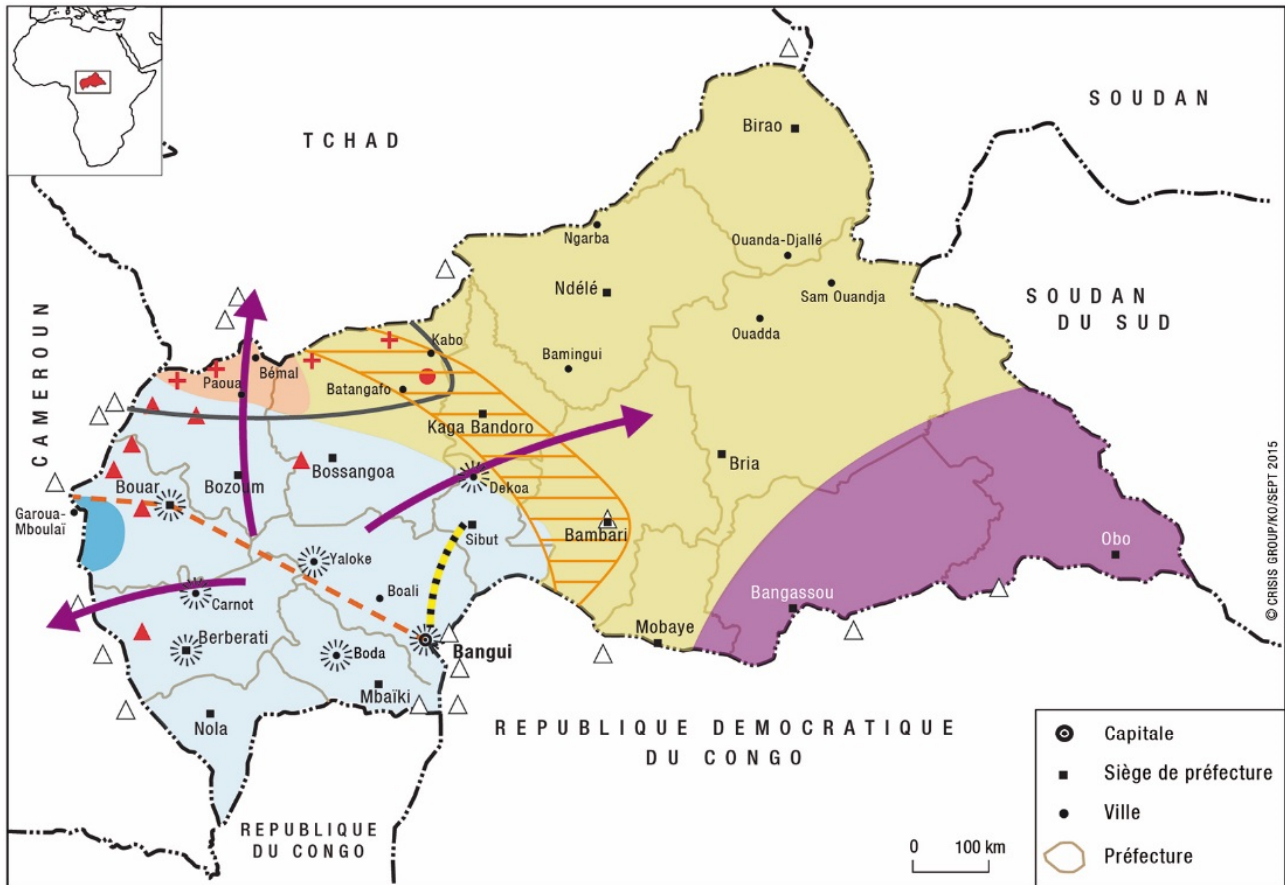 TCHAD
SOUDAN
SOUDAN
DU SUD
CAMEROUN
Birao
Ngarba
Ouanda-Djallé
Ndélé
Sam Ouandja
Ouadda
Kabo
Bémal
Paoua
Bamingui
Batangafo
Kaga Bandoro
Bossangoa
Bria
Bozoum
Bouar
Dekoa
Garoua-
Mboulaï
Sibut
Bambari
Obo
Yaloke
Boali
Carnot
Bangassou
Berberati
Boda
Bangui
Mobaye
Mbaïki
Nola
REPUBLIQUE DEMOCRATIQUE
DU CONGO
REPUBLIQUE
DU CONGO
0 100 km
Capitale
Siège de préfecture
Ville
Préfecture
© CRISIS GROUP/KO/SEPT 2015